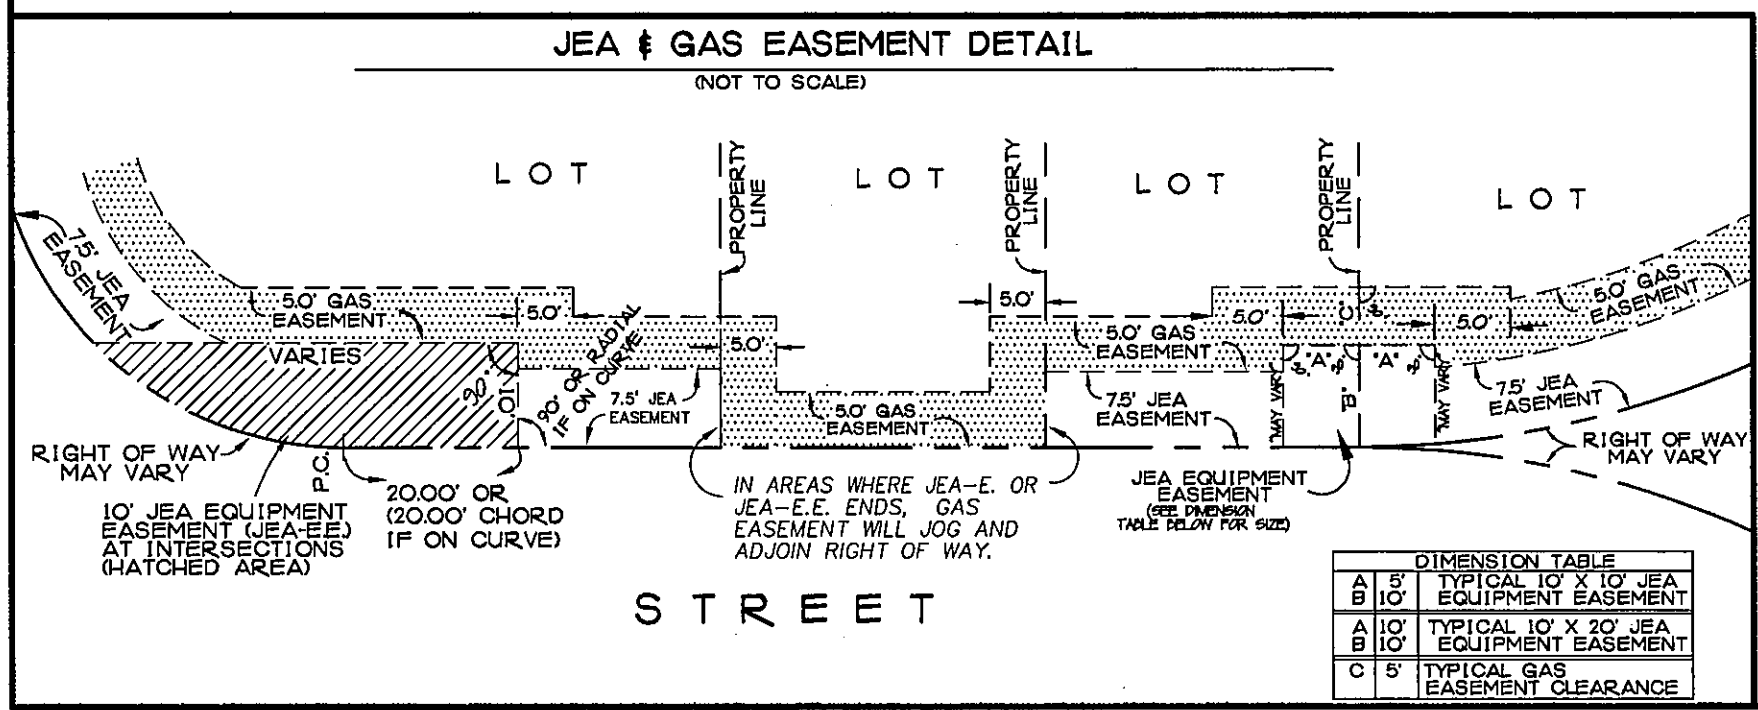 JEA & GAS EASEMENT DETAIL
(NOT TO SCALE)
LOT
LOT
LOT
LOT
PROPERTY
LINE
PROPERTY
LINE
PROPERTY
LINE
7.5' JEA
EASEMENT
5.0' GAS
EASEMENT
5.0'
VARIES
90°
10'
90° OR RADIAL
IF ON CURVE
7.5' JEA
EASEMENT
5.0'
5.0' GAS
EASEMENT
5.0'
5.0' GAS
EASEMENT
7.5' JEA
EASEMENT
5.0'
"C"
5.0'
"A"
"A"
"B"
MAY VARY
MAY VARY
5.0' GAS
EASEMENT
7.5' JEA
EASEMENT
RIGHT OF WAY
MAY VARY
RIGHT OF WAY
MAY VARY
P.C.
10' JEA EQUIPMENT
EASEMENT (JEA-E.E.)
AT INTERSECTIONS
(HATCHED AREA)
20.00' OR
(20.00' CHORD
IF ON CURVE)
IN AREAS WHERE JEA-E. OR
JEA-E.E. ENDS, GAS
EASEMENT WILL JOG AND
ADJOIN RIGHT OF WAY.
JEA EQUIPMENT
EASEMENT
(SEE DIMENSION
TABLE BELOW FOR SIZE)
STREET
DIMENSION TABLE
A 5' TYPICAL 10' X 10' JEA
B 10' EQUIPMENT EASEMENT
A 10' TYPICAL 10' X 20' JEA
B 10' EQUIPMENT EASEMENT
C 5' TYPICAL GAS
EASEMENT CLEARANCE